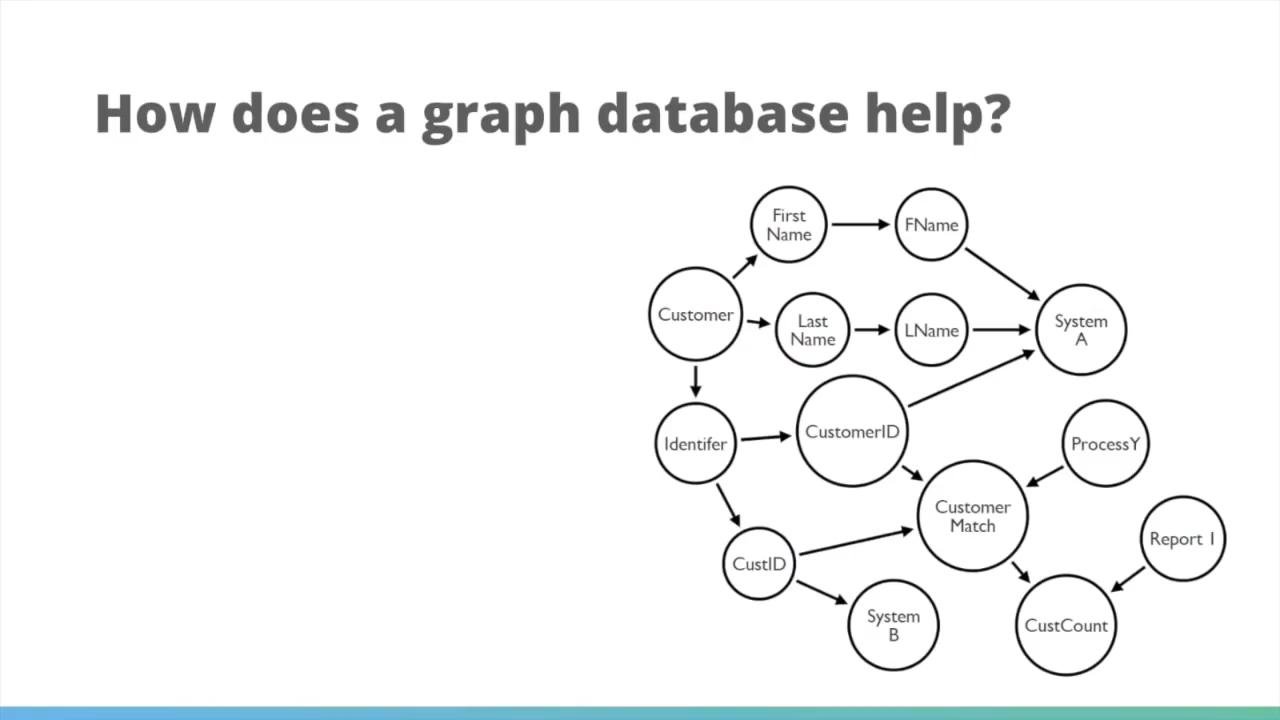 How does a graph database help?
First
Name
FName
Customer
Last
Name
LName
System
A
Identifer
CustomerID
ProcessY
Customer
Match
Report 1
CustID
System
B
CustCount